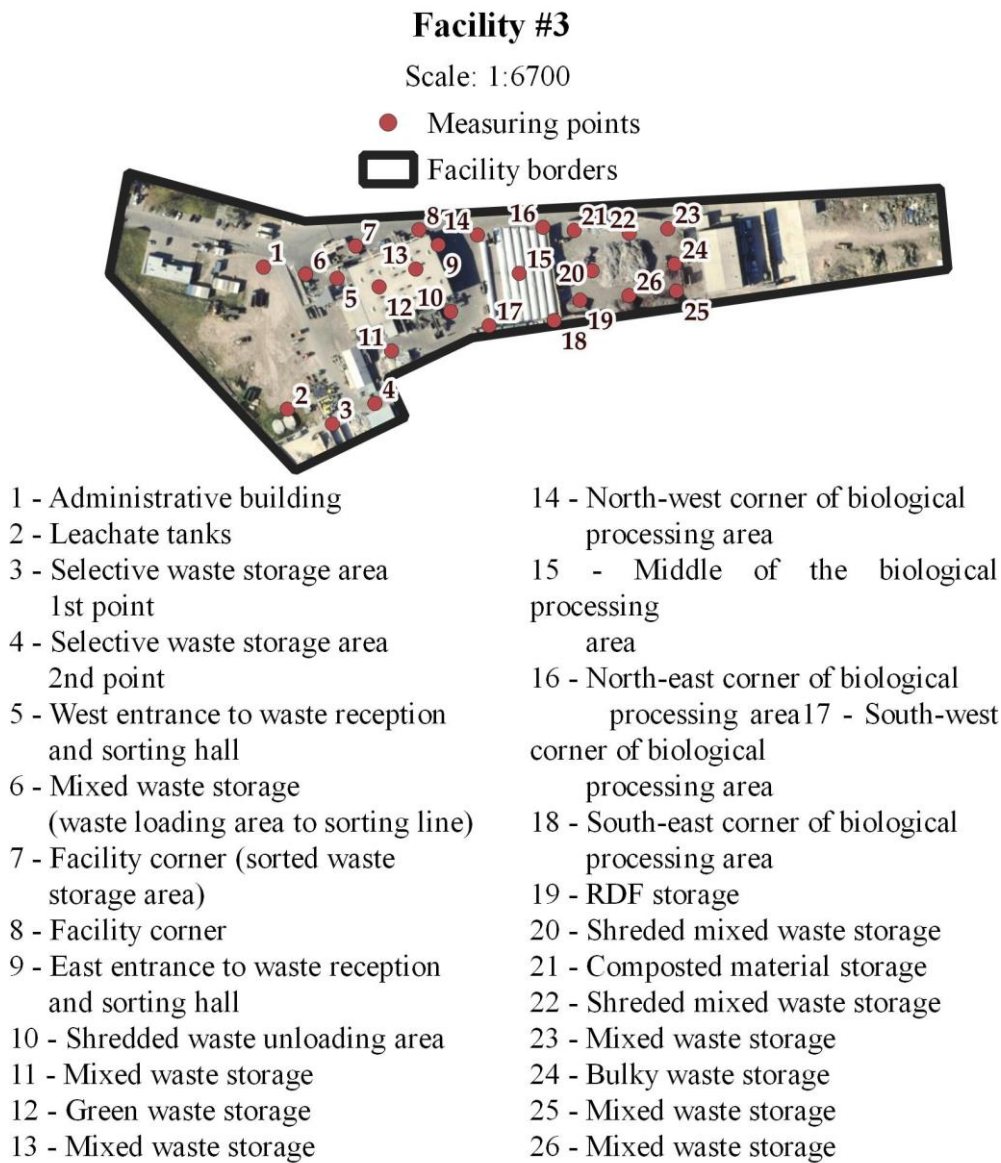 Facility #3
Scale: 1:6700
Measuring points
Facility borders
1
2
3
4
5
6
7
8
9
10
11
12
13
14
15
16
17
18
19
20
21
22
23
24
25
26
1 - Administrative building
2 - Leachate tanks
3 - Selective waste storage area
1st point
4 - Selective waste storage area
2nd point
5 - West entrance to waste reception
and sorting hall
6 - Mixed waste storage
(waste loading area to sorting line)
7 - Facility corner (sorted waste
storage area)
8 - Facility corner
9 - East entrance to waste reception
and sorting hall
10 - Shredded waste unloading area
11 - Mixed waste storage
12 - Green waste storage
13 - Mixed waste storage
14 - North-west corner of biological
processing area
15 - Middle of the biological
processing
area
16 - North-east corner of biological
processing area17 - South-west
corner of biological
processing area
18 - South-east corner of biological
processing area
19 - RDF storage
20 - Shreded mixed waste storage
21 - Composted material storage
22 - Shreded mixed waste storage
23 - Mixed waste storage
24 - Bulky waste storage
25 - Mixed waste storage
26 - Mixed waste storage